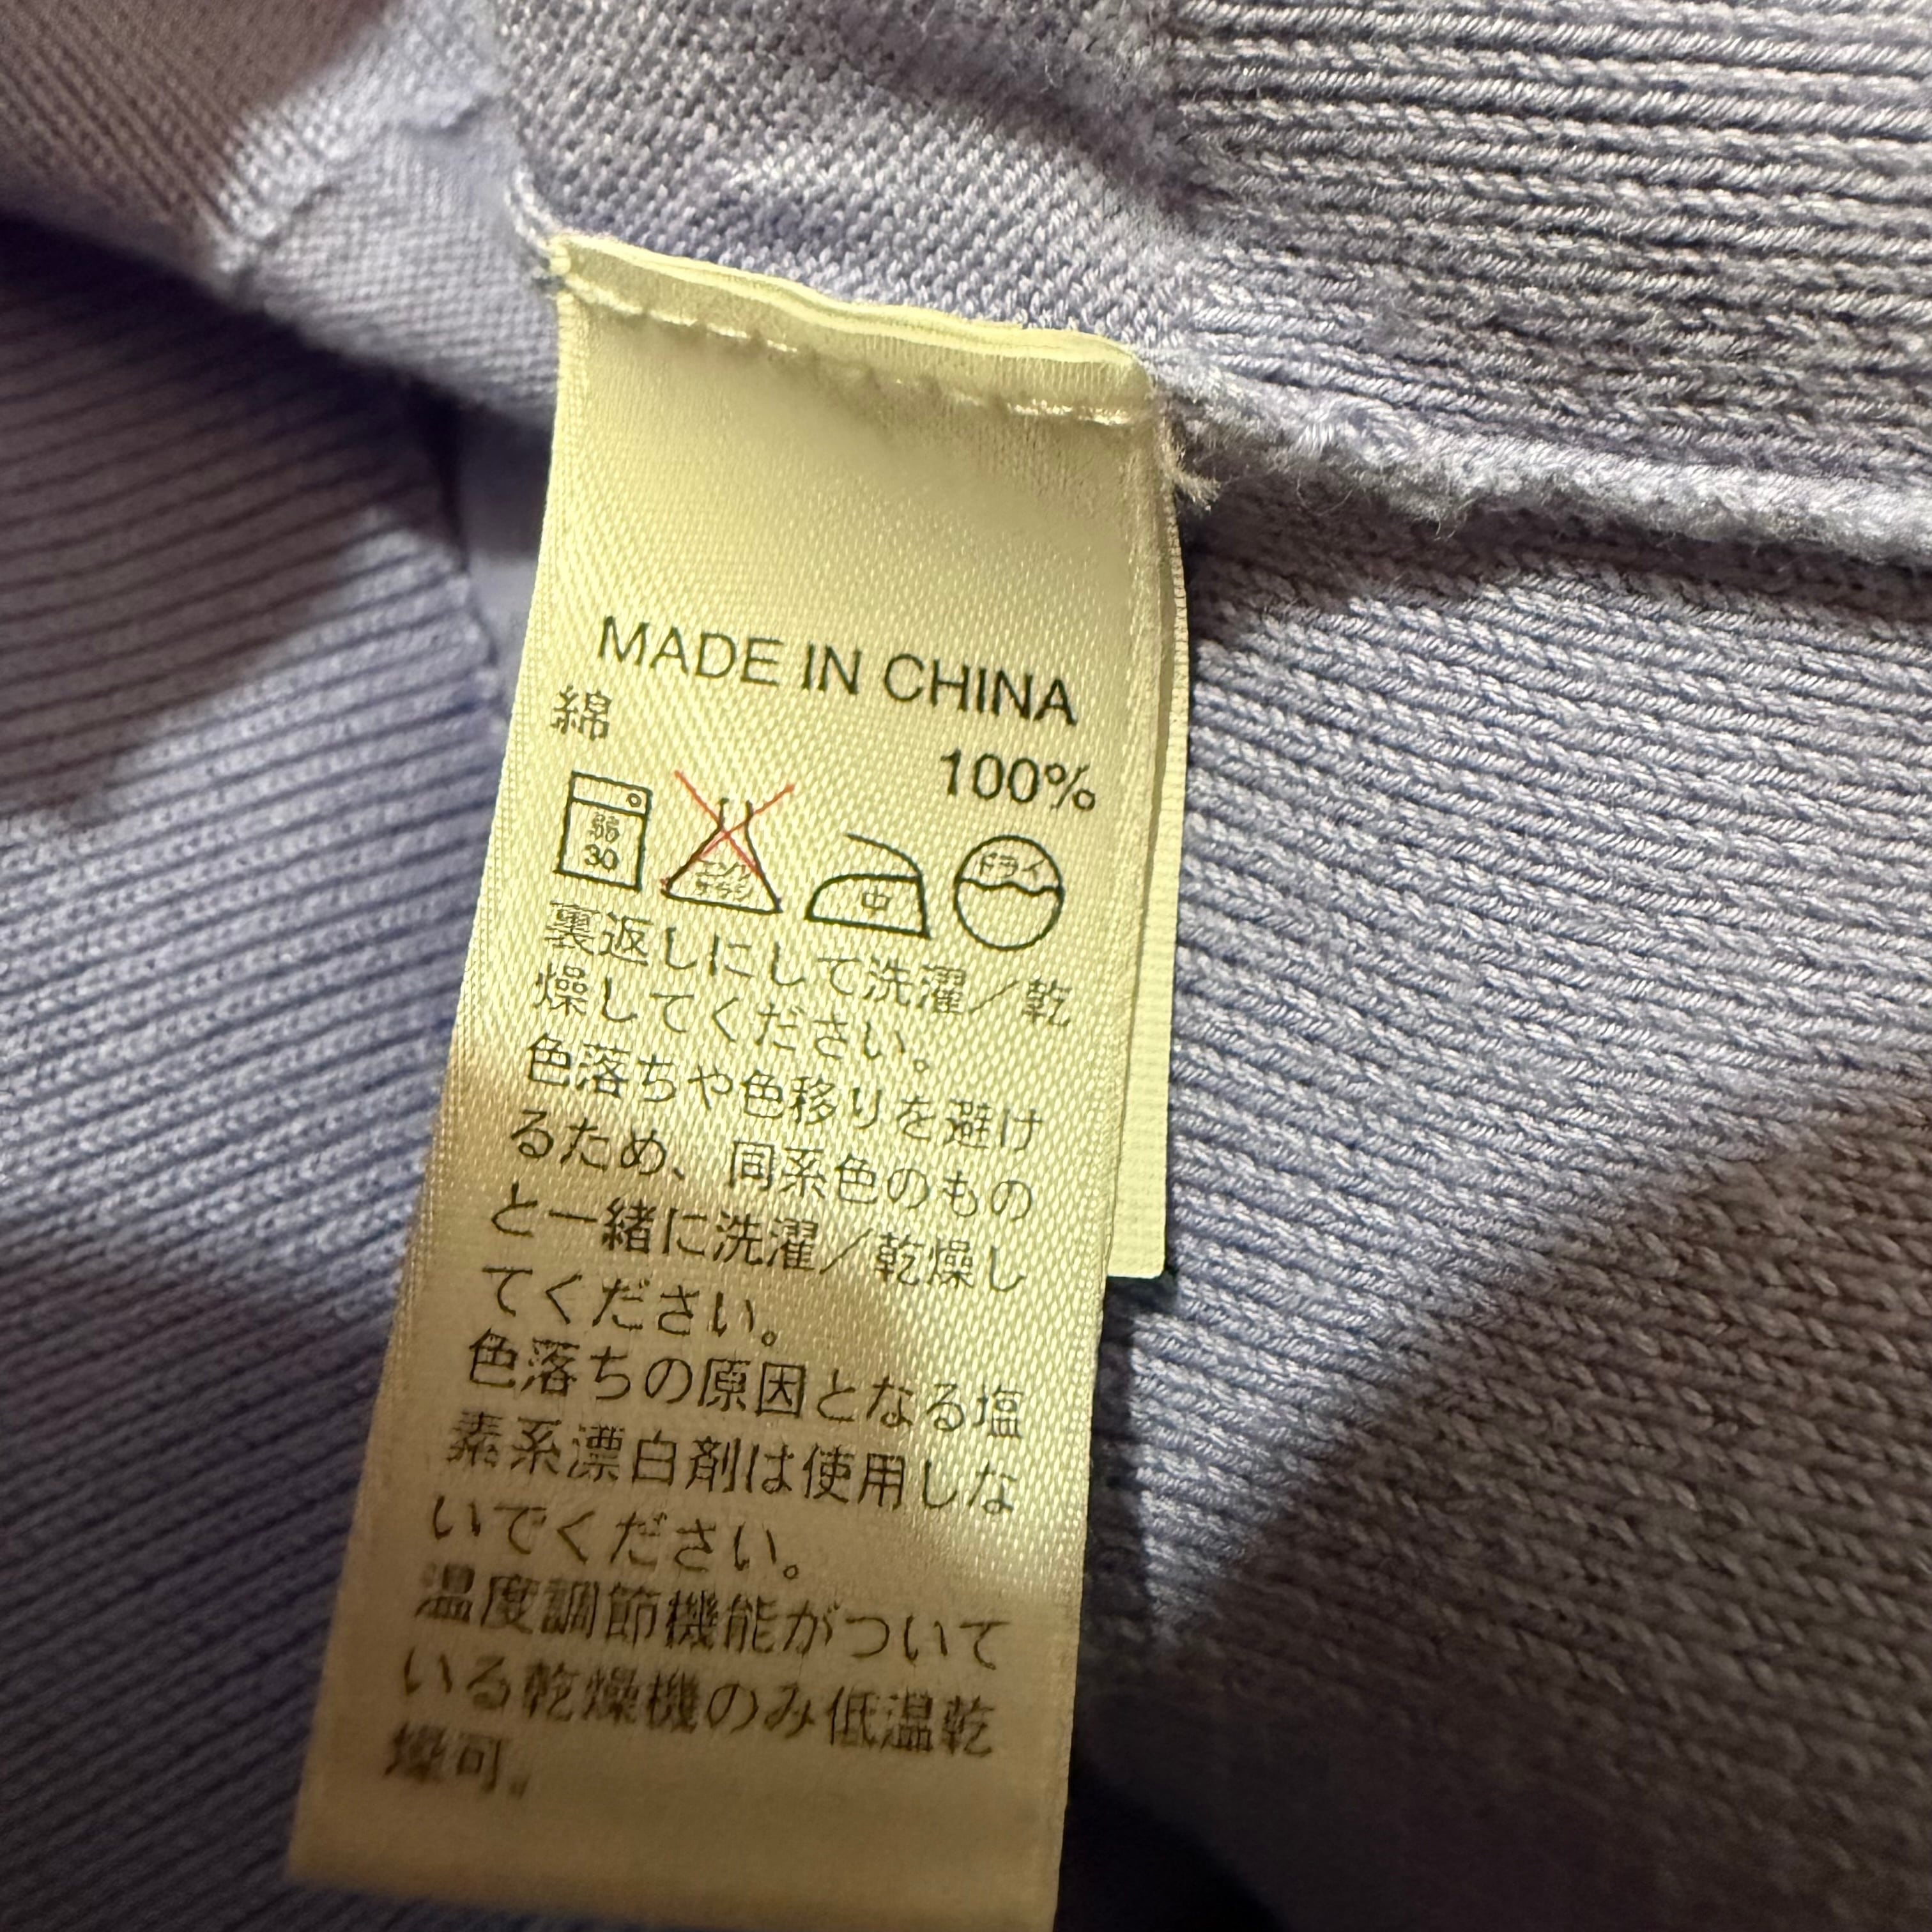 MADE IN CHINA
綿
100%
弱
30
エンソ
サラシ
中
ドライ
裏返しにして洗濯／乾
燥してください。
色落ちや色移りを避け
るため、同系色のもの
と一緒に洗濯／乾燥し
てください。
色落ちの原因となる塩
素系漂白剤は使用しな
いでください。
温度調節機能がついて
いる乾燥機のみ低温乾
燥可。